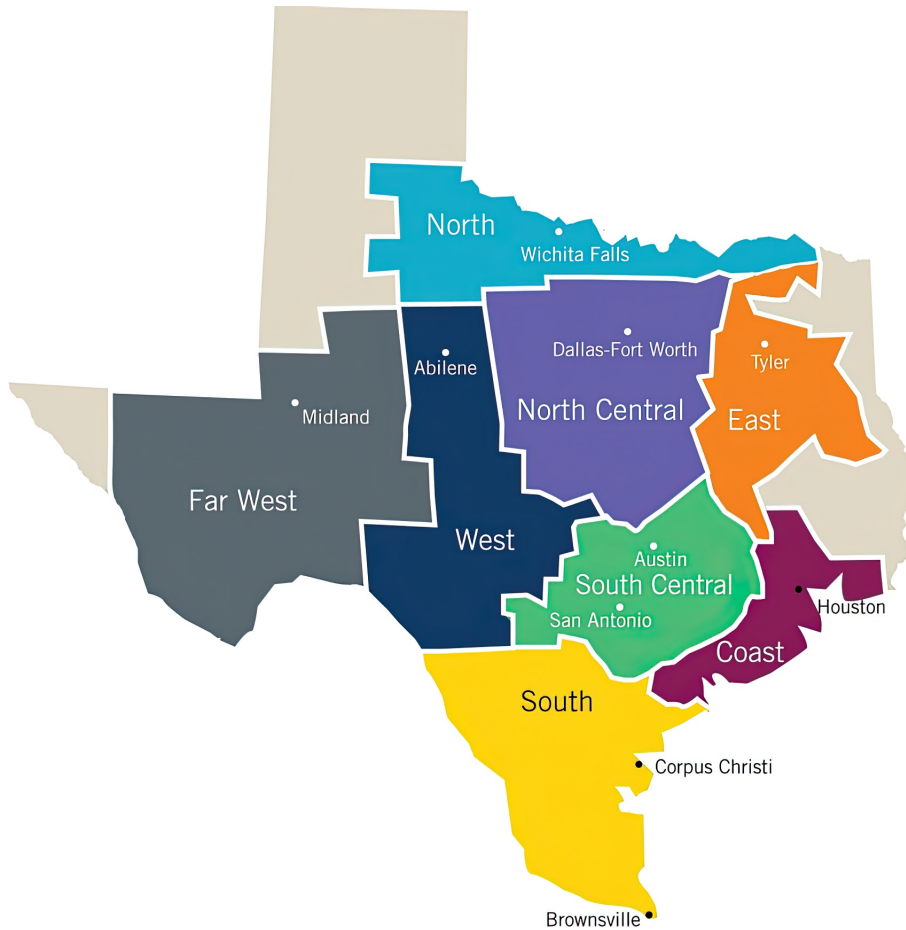 North
Wichita Falls
Dallas-Fort Worth
Abilene
Tyler
Midland
North Central
East
Far West
West
Austin
South Central
San Antonio
Houston
Coast
South
Corpus Christi
Brownsville